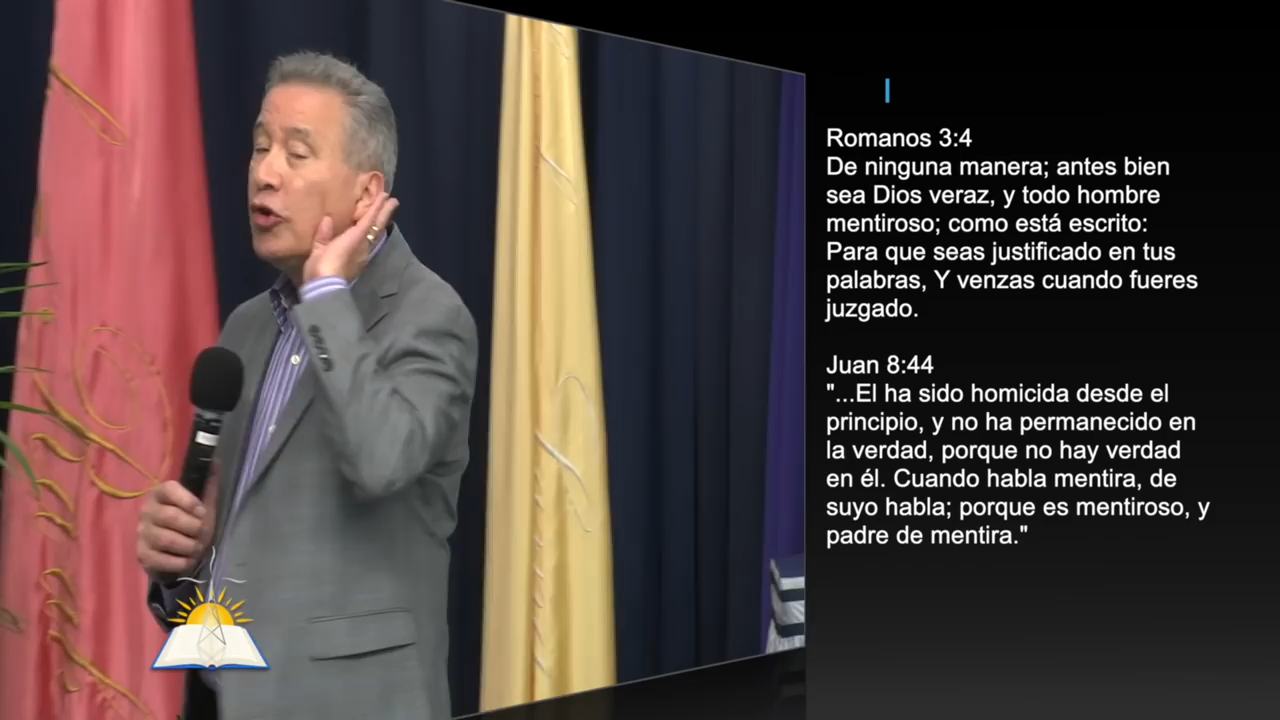 Romanos 3:4
De ninguna manera; antes bien
sea Dios veraz, y todo hombre
mentiroso; como está escrito:
Para que seas justificado en tus
palabras, Y venzas cuando fueres
juzgado.
Juan 8:44
"...El ha sido homicida desde el
principio, y no ha permanecido en
la verdad, porque no hay verdad
en él. Cuando habla mentira, de
suyo habla; porque es mentiroso, y
padre de mentira."